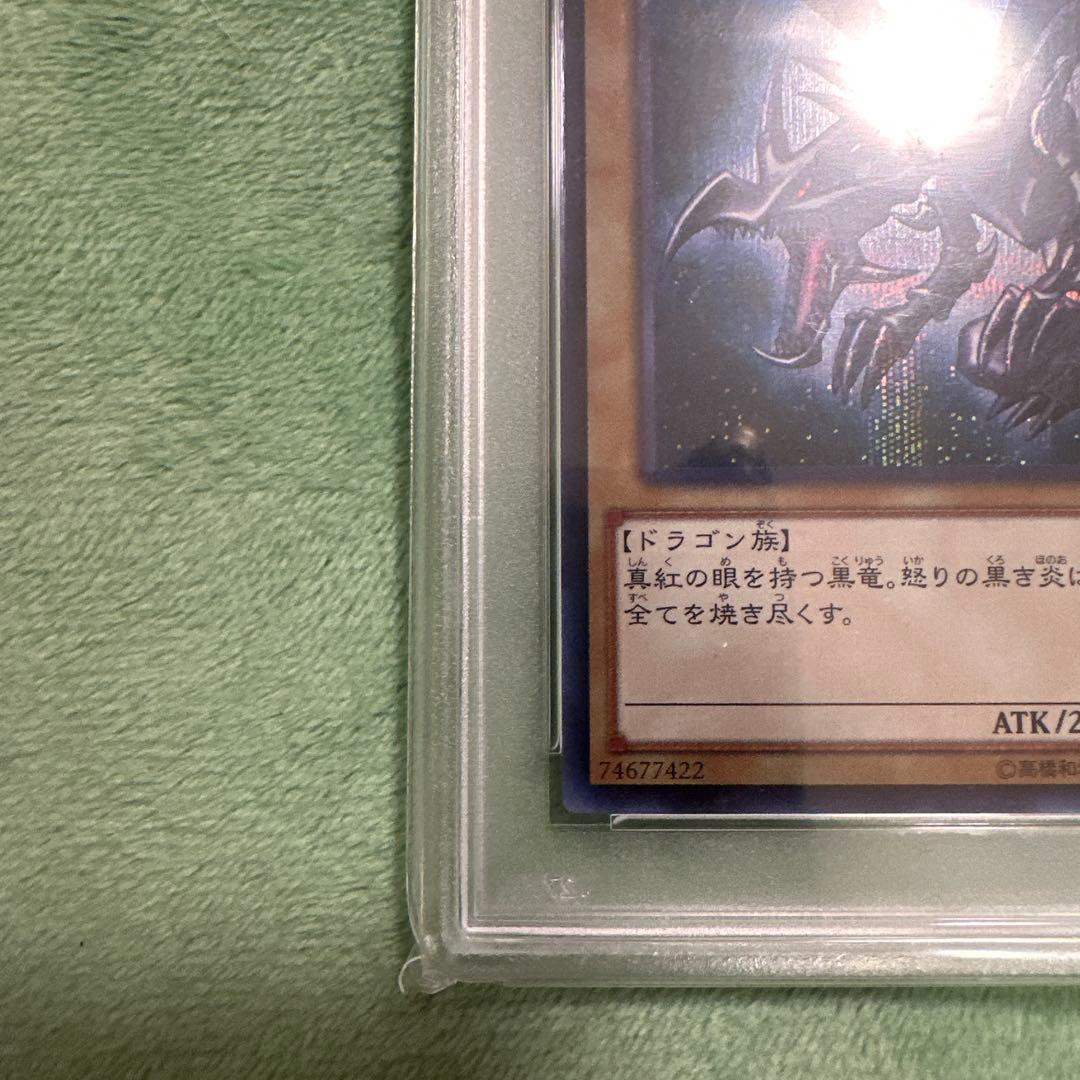 【ドラゴン族】
真紅の眼を持つ黒竜。怒りの黒き炎は
全てを焼き尽くす。
ATK/2
74677422
©高橋和